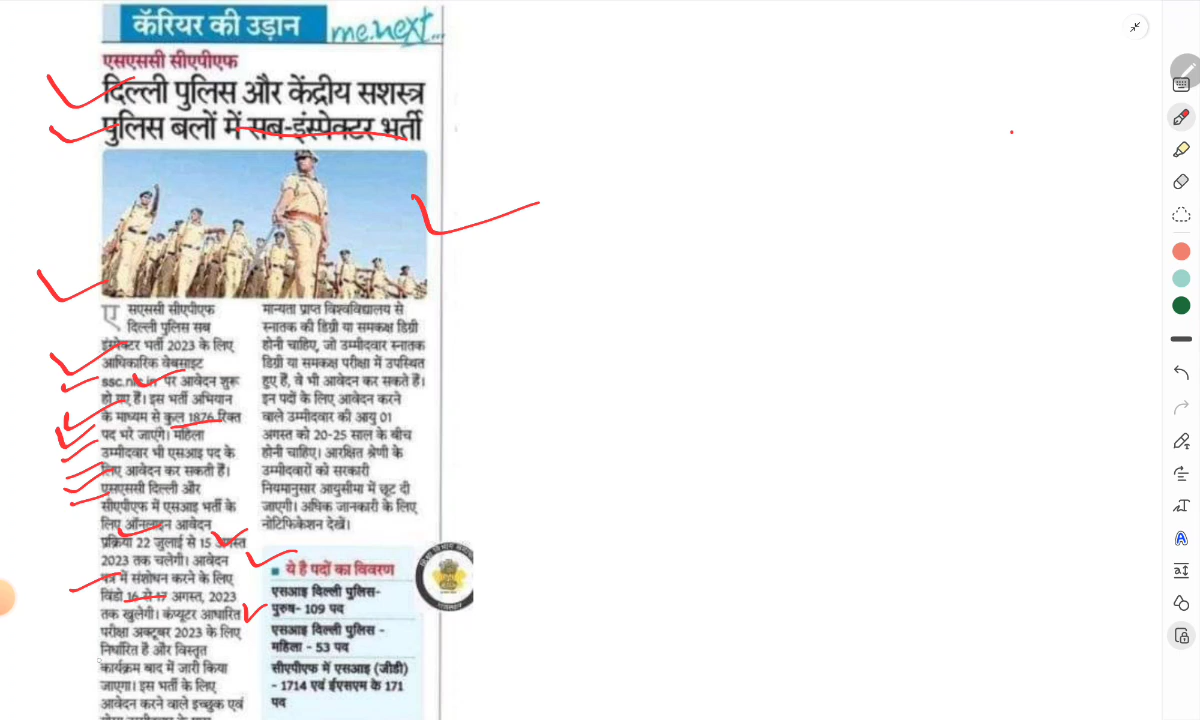 कॅरियर की उड़ान
me.next...
एसएससी सीएपीएफ
दिल्ली पुलिस और केंद्रीय सशस्त्र
पुलिस बलों में सब-इंस्पेक्टर भर्ती
एसएससी सीएपीएफ
दिल्ली पुलिस सब
इंस्पेक्टर भर्ती 2023 के लिए
आधिकारिक वेबसाइट
ssc.nic.in पर आवेदन शुरू
हो गए हैं। इस भर्ती अभियान
के माध्यम से कुल 1876 रिक्त
पद भरे जाएंगे। महिला
उम्मीदवार भी एसआइ पद के
लिए आवेदन कर सकती हैं।
एसएससी दिल्ली और
सीएपीएफ में एसआइ भर्ती के
लिए ऑनलाइन आवेदन
प्रक्रिया 22 जुलाई से 15 अगस्त
2023 तक चलेगी। आवेदन
पत्र में संशोधन करने के लिए
विंडो 16 से 17 अगस्त, 2023
तक खुलेगी। कंप्यूटर आधारित
परीक्षा अक्टूबर 2023 के लिए
निर्धारित है और विस्तृत
कार्यक्रम बाद में जारी किया
जाएगा। इस भर्ती के लिए
आवेदन करने वाले इच्छुक एवं
मान्यता प्राप्त विश्वविद्यालय से
स्नातक की डिग्री या समकक्ष डिग्री
होनी चाहिए, जो उम्मीदवार स्नातक
डिग्री या समकक्ष परीक्षा में उपस्थित
हुए हैं, वे भी आवेदन कर सकते हैं।
इन पदों के लिए आवेदन करने
वाले उम्मीदवार की आयु 01
अगस्त को 20-25 साल के बीच
होनी चाहिए। आरक्षित श्रेणी के
उम्मीदवारों को सरकारी
नियमानुसार आयुसीमा में छूट दी
जाएगी। अधिक जानकारी के लिए
नोटिफिकेशन देखें।
ये है पदों का विवरण
एसआइ दिल्ली पुलिस-
पुरुष- 109 पद
एसआइ दिल्ली पुलिस -
महिला - 53 पद
सीएपीएफ में एसआइ (जीडी)
- 1714 एवं ईएसएम के 171
पद